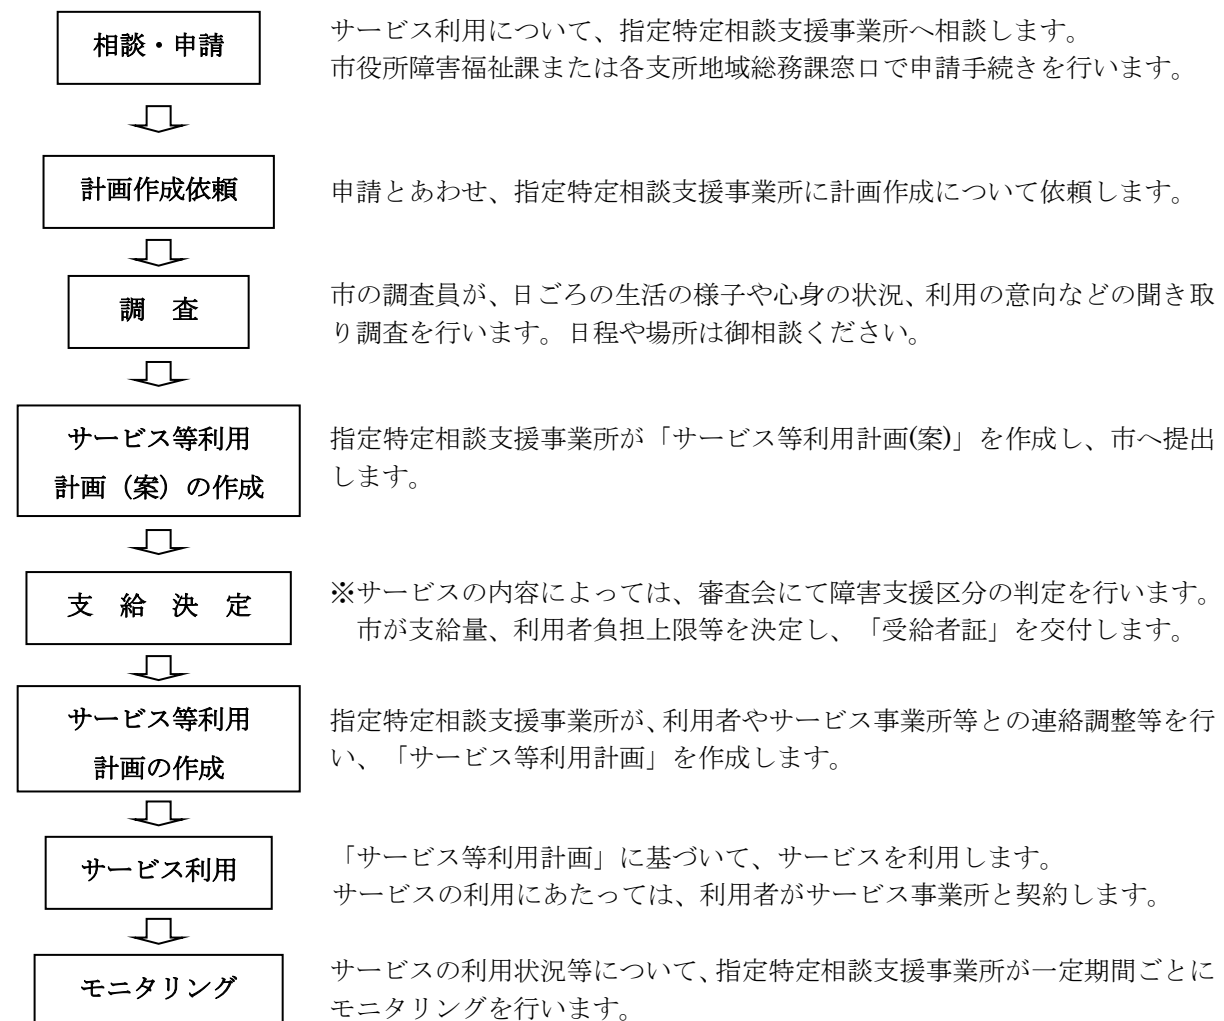 相談・申請
サービス利用について、指定特定相談支援事業所へ相談します。
市役所障害福祉課または各支所地域総務課窓口で申請手続きを行います。
計画作成依頼
申請とあわせ、指定特定相談支援事業所に計画作成について依頼します。
調 査
市の調査員が、日ごろの生活の様子や心身の状況、利用の意向などの聞き取
り調査を行います。日程や場所は御相談ください。
サービス等利用
計画（案）の作成
指定特定相談支援事業所が「サービス等利用計画(案)」を作成し、市へ提出
します。
支 給 決 定
※サービスの内容によっては、審査会にて障害支援区分の判定を行います。
市が支給量、利用者負担上限等を決定し、「受給者証」を交付します。
サービス等利用
計画の作成
指定特定相談支援事業所が、利用者やサービス事業所等との連絡調整等を行
い、「サービス等利用計画」を作成します。
サービス利用
「サービス等利用計画」に基づいて、サービスを利用します。
サービスの利用にあたっては、利用者がサービス事業所と契約します。
モニタリング
サービスの利用状況等について、指定特定相談支援事業所が一定期間ごとに
モニタリングを行います。